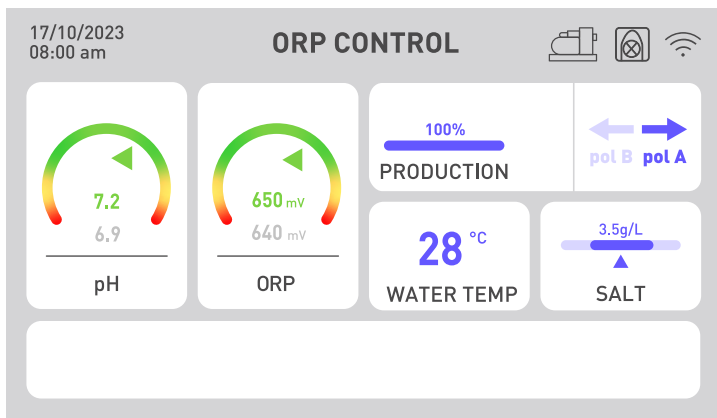 17/10/2023
08:00 am
ORP CONTROL
7.2
6.9
pH
650 mV
640 mV
ORP
100%
PRODUCTION
pol B pol A
28 °C
WATER TEMP
3.5g/L
SALT